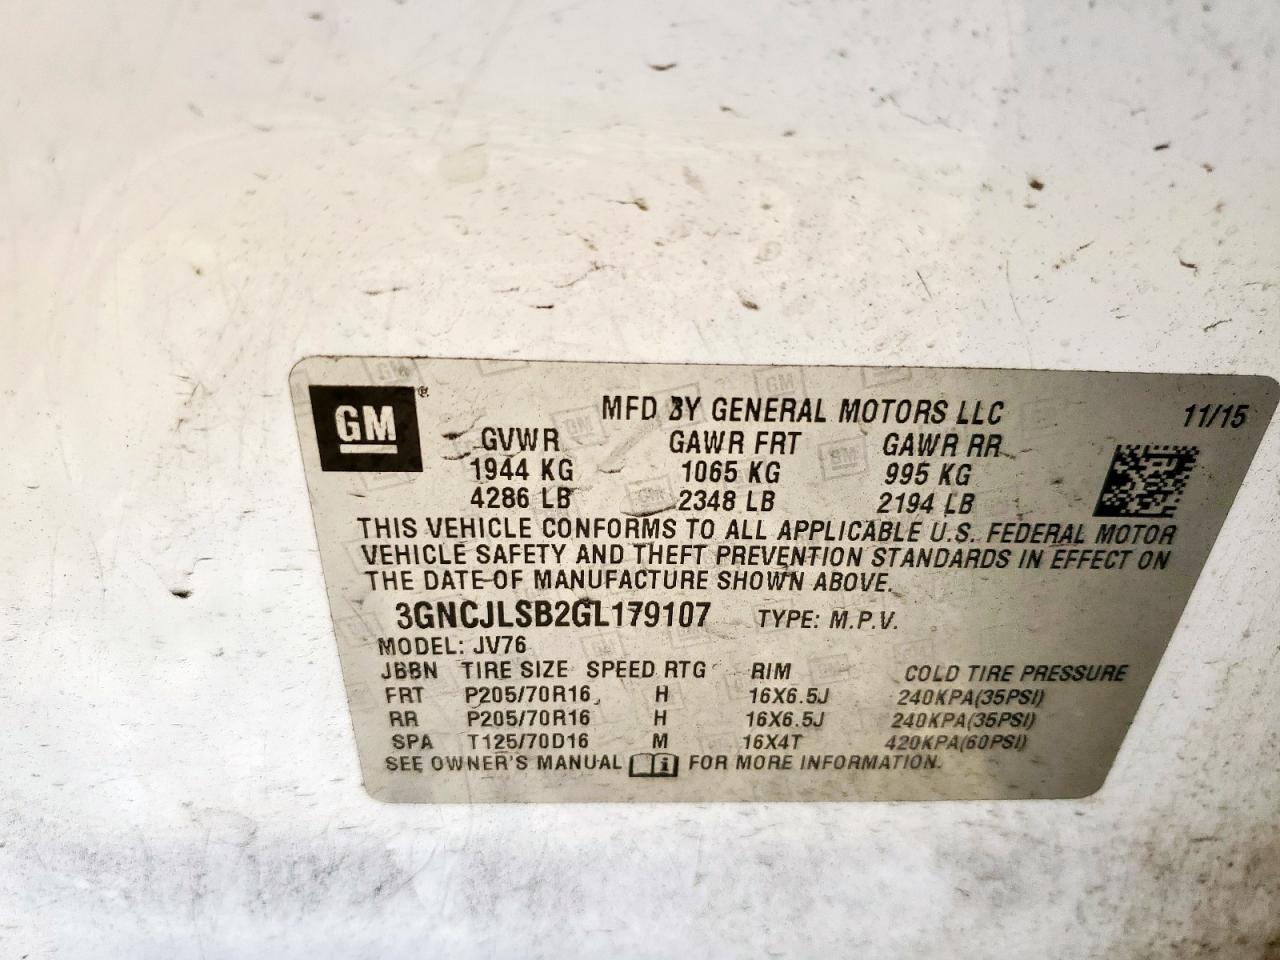 GM®
MFD BY GENERAL MOTORS LLC 11/15
GVWR GAWR FRT GAWR RR
1944 KG 1065 KG 995 KG
4286 LB 2348 LB 2194 LB
THIS VEHICLE CONFORMS TO ALL APPLICABLE U.S. FEDERAL MOTOR
VEHICLE SAFETY AND THEFT PREVENTION STANDARDS IN EFFECT ON
THE DATE OF MANUFACTURE SHOWN ABOVE.
3GNCJLSB2GL179107 TYPE: M.P.V.
MODEL: JV76
JBBN TIRE SIZE SPEED RTG RIM COLD TIRE PRESSURE
FRT P205/70R16 H 16X6.5J 240KPA(35PSI)
RR P205/70R16 H 16X6.5J 240KPA(35PSI)
SPA T125/70D16 M 16X4T 420KPA(60PSI)
SEE OWNER'S MANUAL FOR MORE INFORMATION.